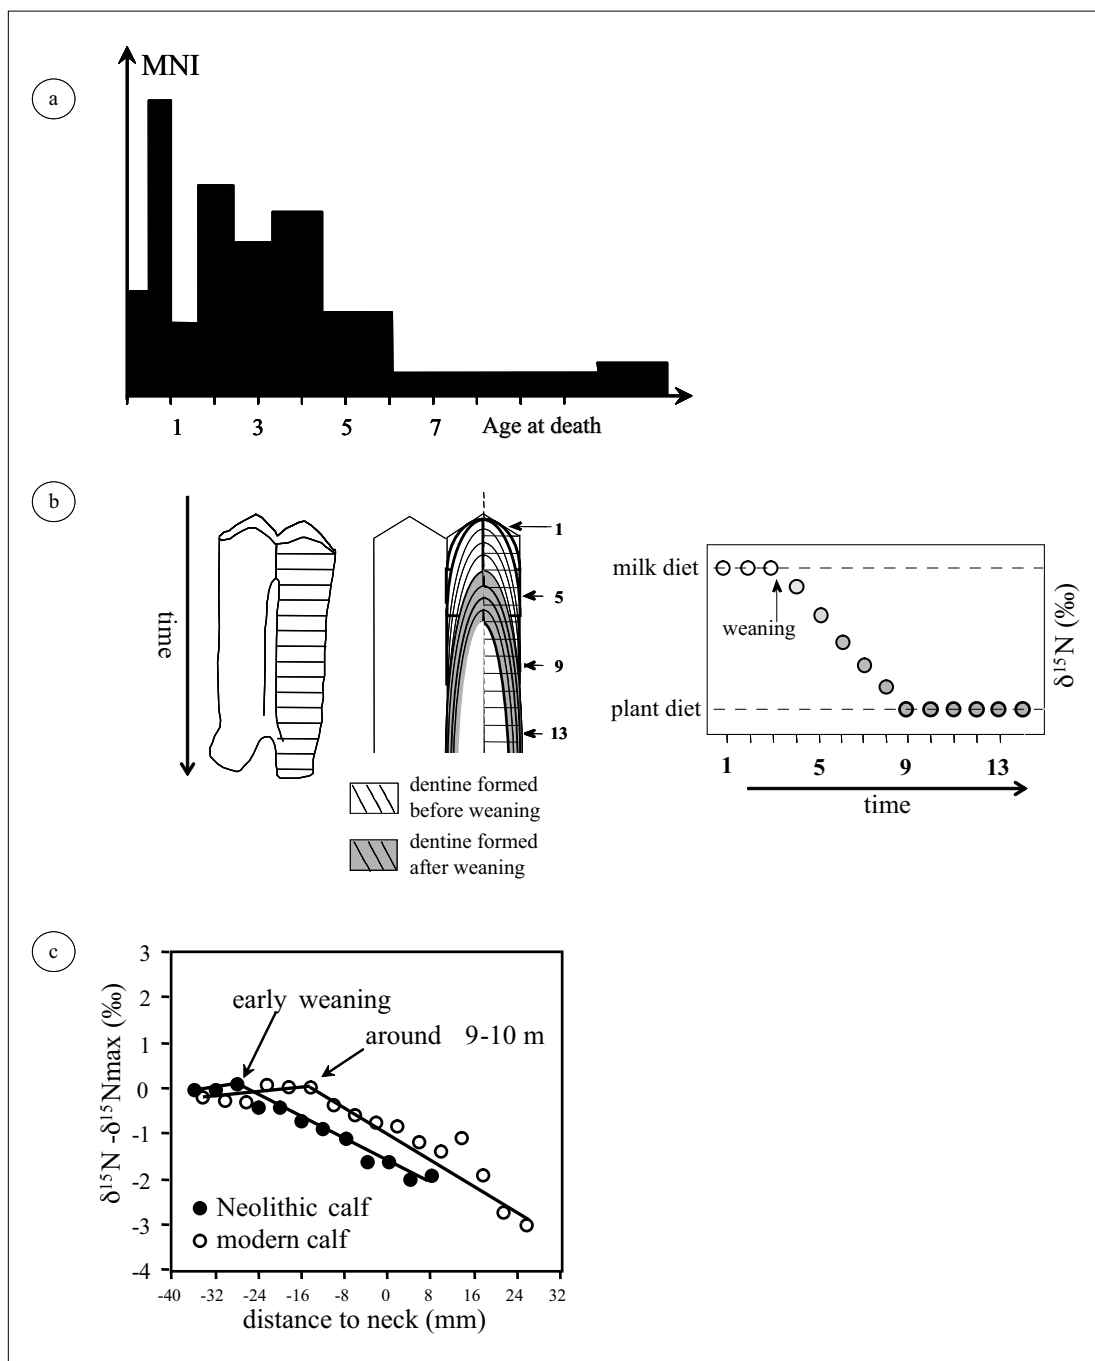 a
MNI
1 3 5 7 Age at death
b
time
1
5
9
13
dentine formed
before weaning
dentine formed
after weaning
milk diet
weaning
plant diet
δ¹⁵N (‰)
1 5 9 13
time
c
δ¹⁵N -δ¹⁵Nmax (‰)
3
2
1
0
-1
-2
-3
-4
early weaning
around 9-10 m
Neolithic calf
modern calf
-40 -32 -24 -16 -8 0 8 16 24 32
distance to neck (mm)